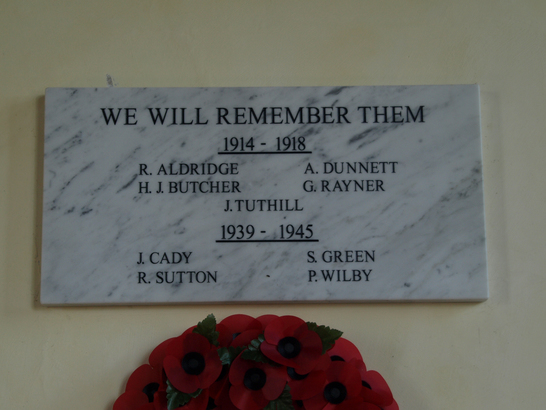 WE WILL REMEMBER THEM
1914 - 1918
R. ALDRIDGE A. DUNNETT
H. J. BUTCHER G. RAYNER
J. TUTHILL
1939 - 1945
J. CADY S. GREEN
R. SUTTON - P. WILBY